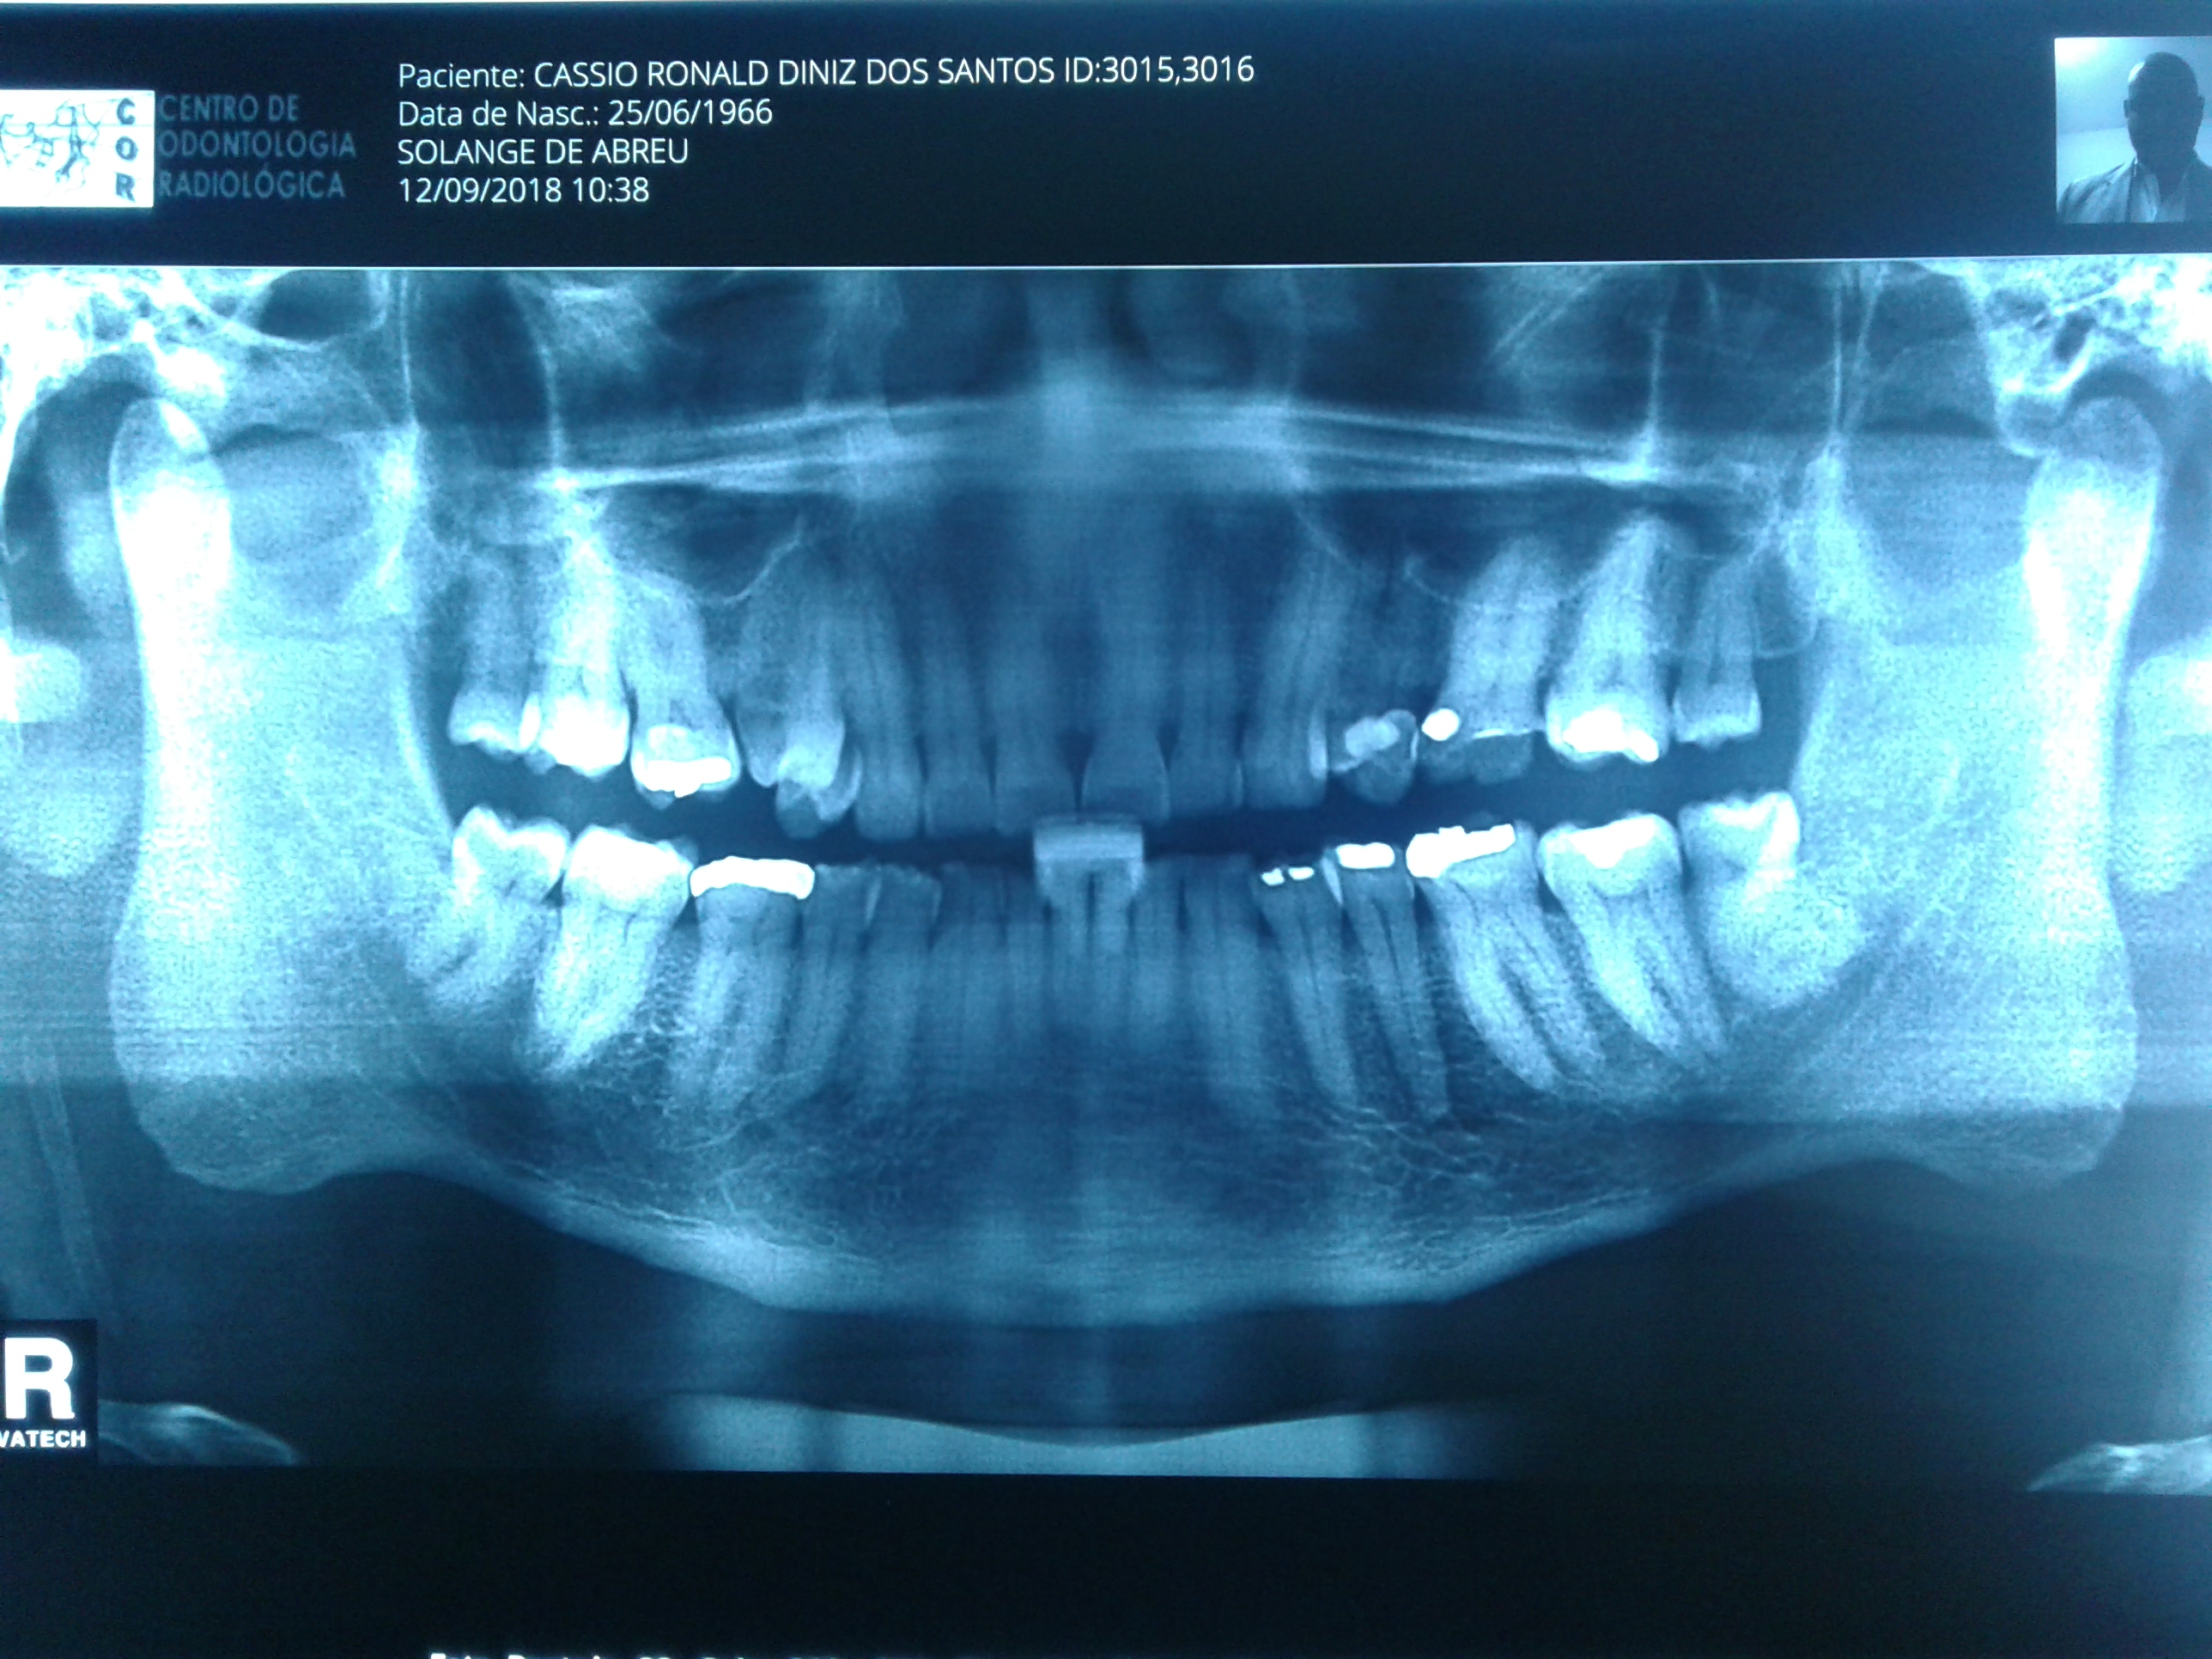 COR
CENTRO DE
ODONTOLOGIA
RADIOLÓGICA
Paciente: CASSIO RONALD DINIZ DOS SANTOS ID:3015,3016
Data de Nasc.: 25/06/1966
SOLANGE DE ABREU
12/09/2018 10:38
R
VATECH